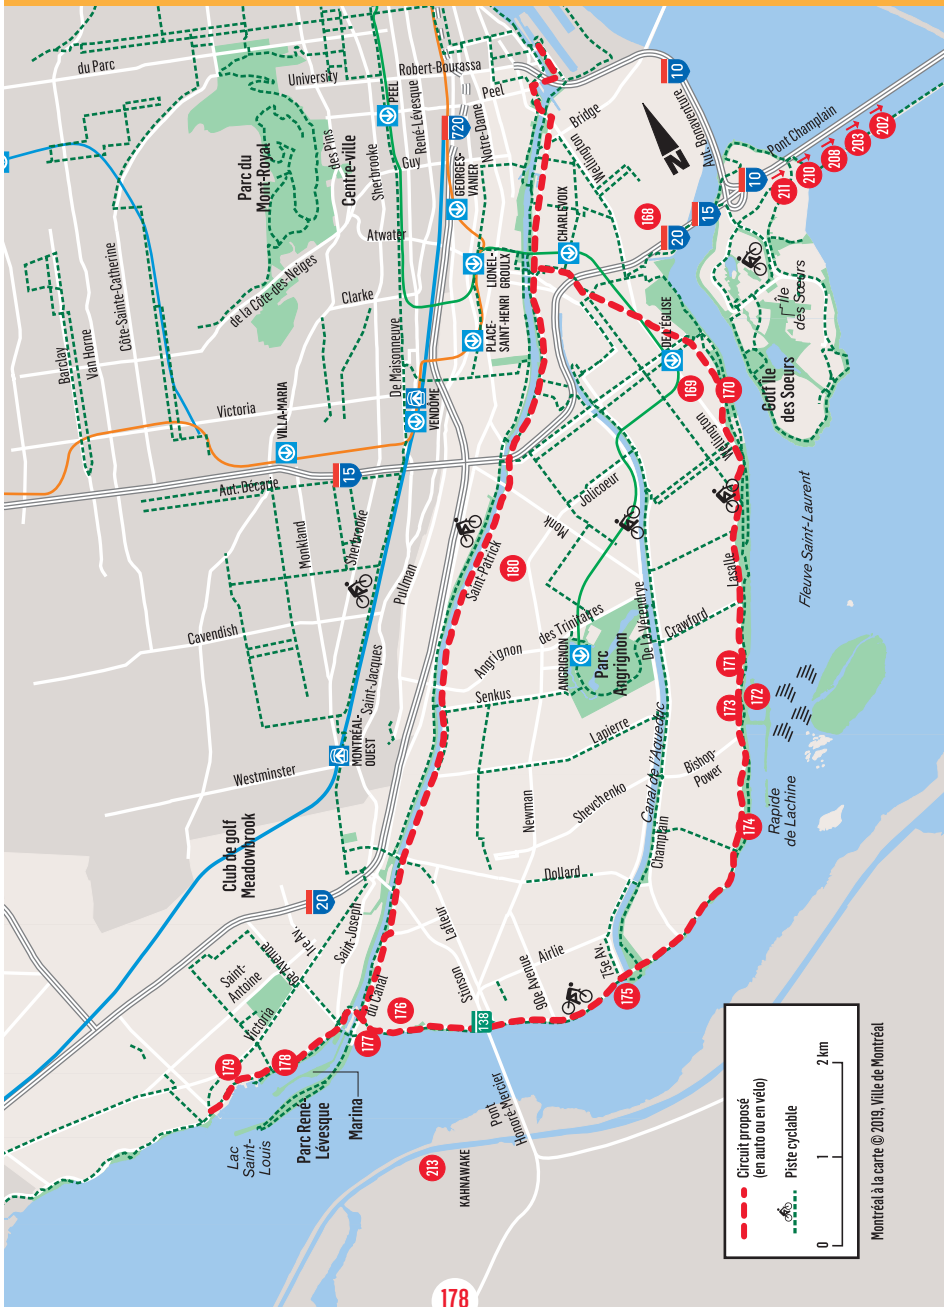 du Parc
University
Robert-Bourassa
Peel
PEEL
René-Lévesque
720
Notre-Dame
Guy
Sherbrooke
des Pins
Centre-ville
Parc du
Mont-Royal
GEORGES-
VANIER
Bridge
Wellington
10
Aut. Bonaventure
Pont Champlain
10
15
20
168
211
210
208
203
202
CHARLEVOIX
Atwater
LIONEL-
GROULX
PLACE-
SAINT-HENRI
Clarke
De Maisonneuve
VENDÔME
de la Côte-des-Neiges
Côte-Sainte-Catherine
Van Horne
Barclay
Victoria
VILLA-MARIA
Aut. Décarie
15
DE L'ÉGLISE
169
170
Wellington
L'Île
des Sœurs
Golf Île
des Soeurs
Monkland
Sherbrooke
Cavendish
Pullman
Saint-Jacques
Saint-Patrick
180
Monk
Jolicoeur
Angrignon
des Trinitaires
ANGRIGNON
Parc
Angrignon
De La Vérendrye
Crawford
Lasalle
Fleuve Saint-Laurent
171
172
173
Senkus
Lapierre
Canal de l'Aqueduc
Bishop-
Power
Newman
Shevchenko
Rapide
de Lachine
174
MONTRÉAL-
OUEST
Westminster
Club de golf
Meadowbrook
20
Champlain
Dollard
Lafleur
Airlie
75e Av.
90e Avenue
Stinson
138
175
Saint-Joseph
1re Av.
6e Avenue
Saint-
Antoine
Victoria
du Canal
176
177
178
179
Parc René-
Lévesque
Marina
Lac
Saint-
Louis
Pont
Honoré-Mercier
213
KAHNAWAKE
Circuit proposé
(en auto ou en vélo)
Piste cyclable
0 1 2 km
Montréal à la carte © 2019, Ville de Montréal
N
178